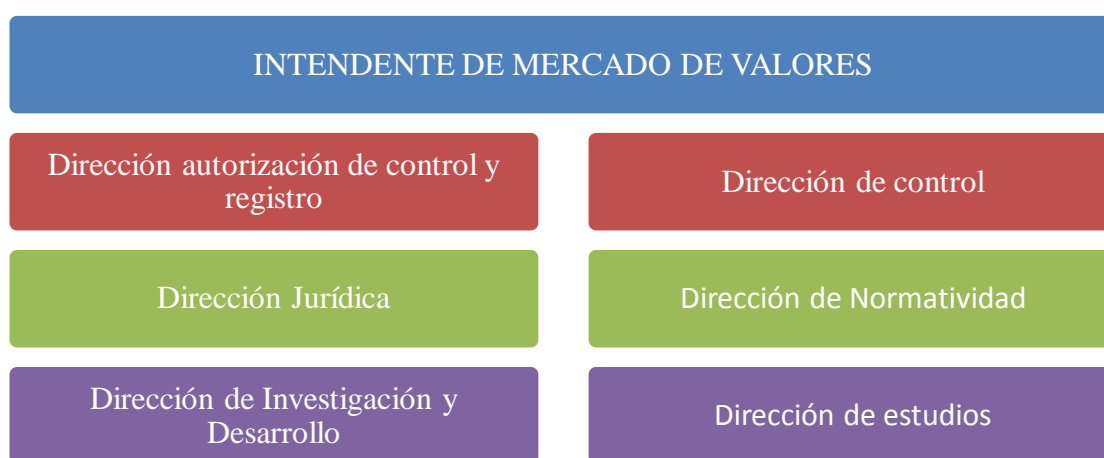 INTENDENTE DE MERCADO DE VALORES
Dirección autorización de control y
registro
Dirección de control
Dirección Jurídica
Dirección de Normatividad
Dirección de Investigación y
Desarrollo
Dirección de estudios